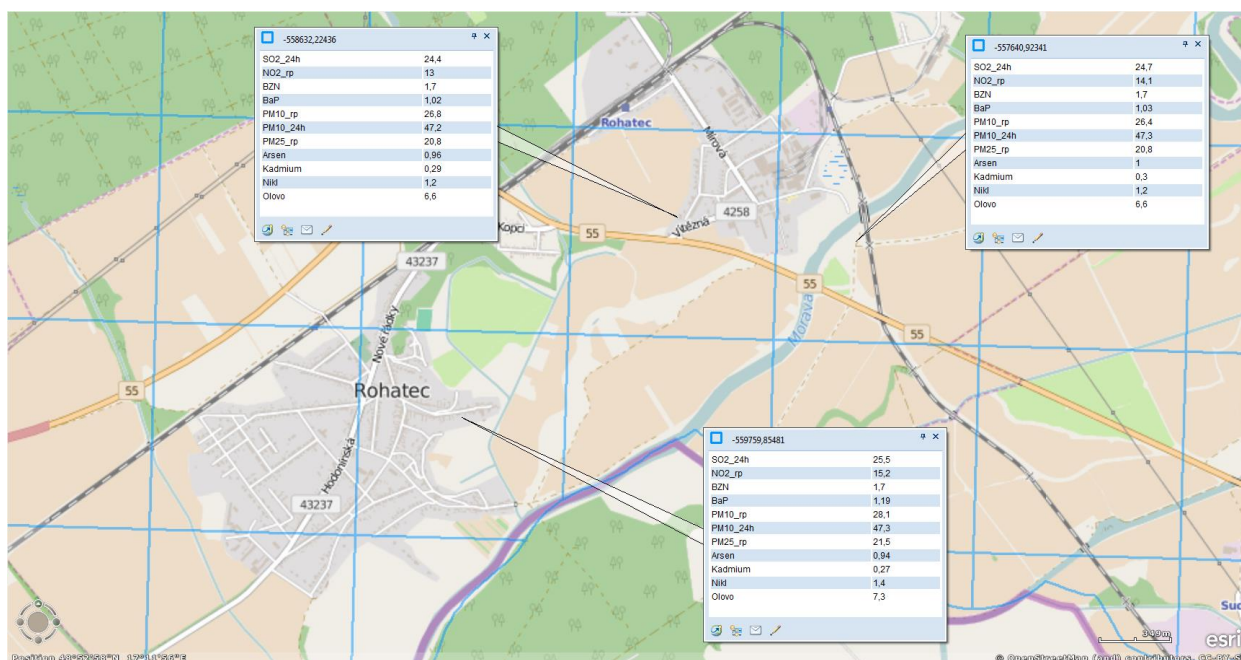 -558632,22436
SO2_24h 24,4
NO2_rp 13
BZN 1,7
BaP 1,02
PM10_rp 26,8
PM10_24h 47,2
PM25_rp 20,8
Arsen 0,96
Kadmium 0,29
Nikl 1,2
Olovo 6,6
-557640,92341
SO2_24h 24,7
NO2_rp 14,1
BZN 1,7
BaP 1,03
PM10_rp 26,4
PM10_24h 47,3
PM25_rp 20,8
Arsen 1
Kadmium 0,3
Nikl 1,2
Olovo 6,6
Rohatec
Mírová
4258
Vítězná
Kopci
55
43237
55
Morava
55
Nové řádky
55
Rohatec
Hodonínská
43237
-559759,85481
SO2_24h 25,5
NO2_rp 15,2
BZN 1,7
BaP 1,19
PM10_rp 28,1
PM10_24h 47,3
PM25_rp 21,5
Arsen 0,94
Kadmium 0,27
Nikl 1,4
Olovo 7,3
Sud
349m
esri